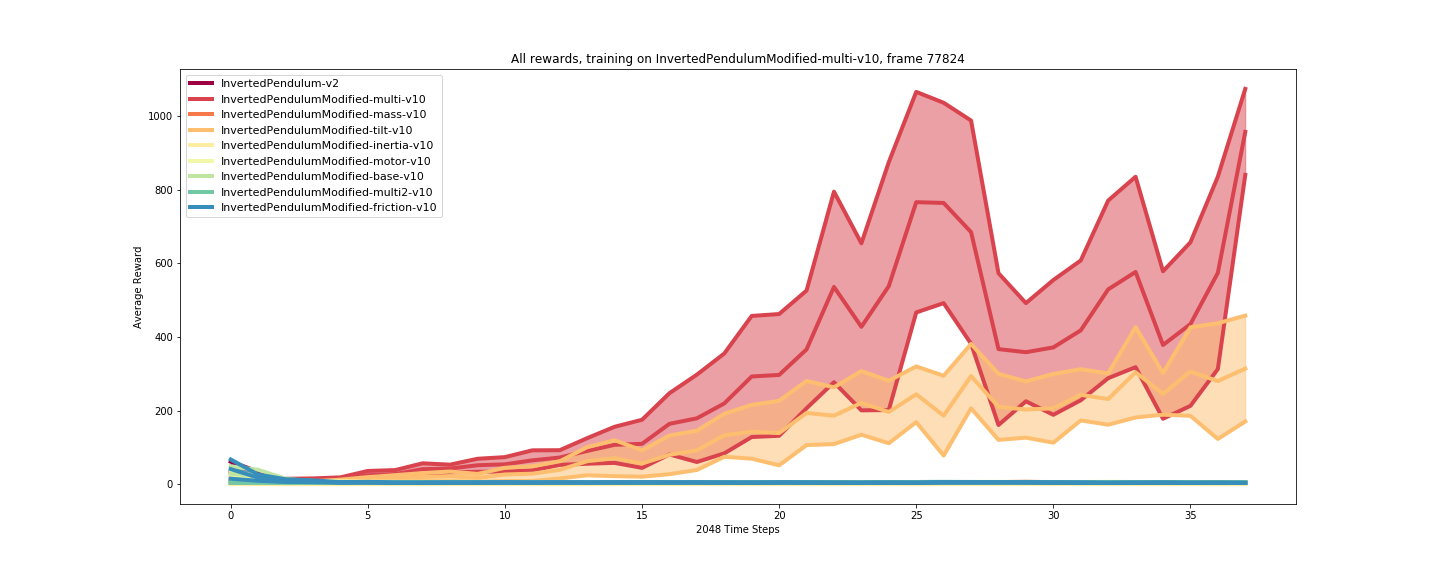 All rewards, training on InvertedPendulumModified-multi-v10, frame 77824
InvertedPendulum-v2
InvertedPendulumModified-multi-v10
InvertedPendulumModified-mass-v10
InvertedPendulumModified-tilt-v10
InvertedPendulumModified-inertia-v10
InvertedPendulumModified-motor-v10
InvertedPendulumModified-base-v10
InvertedPendulumModified-multi2-v10
InvertedPendulumModified-friction-v10
Average Reward
1000
800
600
400
200
0
0 5 10 15 20 25 30 35
2048 Time Steps